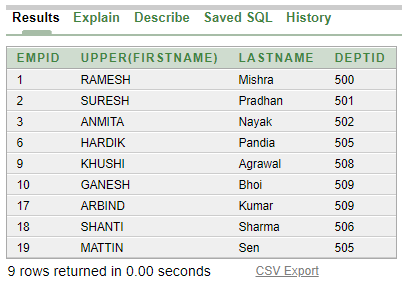 Results Explain Describe Saved SQL History
EMPID UPPER(FIRSTNAME) LASTNAME DEPTID
1 RAMESH Mishra 500
2 SURESH Pradhan 501
3 ANMITA Nayak 502
6 HARDIK Pandia 505
9 KHUSHI Agrawal 508
10 GANESH Bhoi 509
17 ARBIND Kumar 509
18 SHANTI Sharma 506
19 MATTIN Sen 505
9 rows returned in 0.00 seconds CSV Export